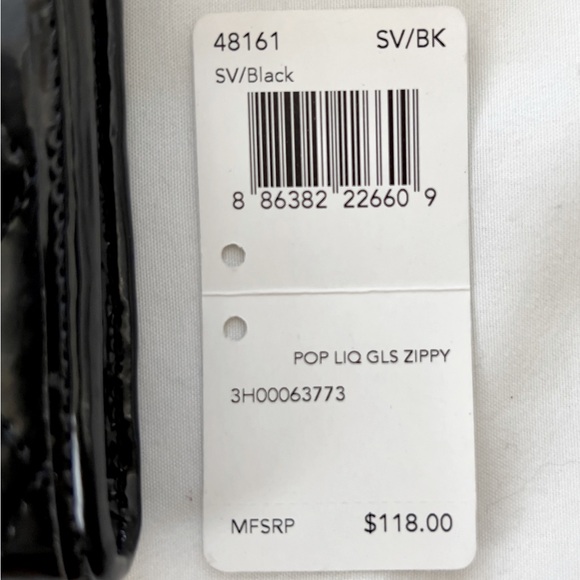 48161 SV/BK
SV/Black
8 86382 22660 9
POP LIQ GLS ZIPPY
3H00063773
MFSRP $118.00